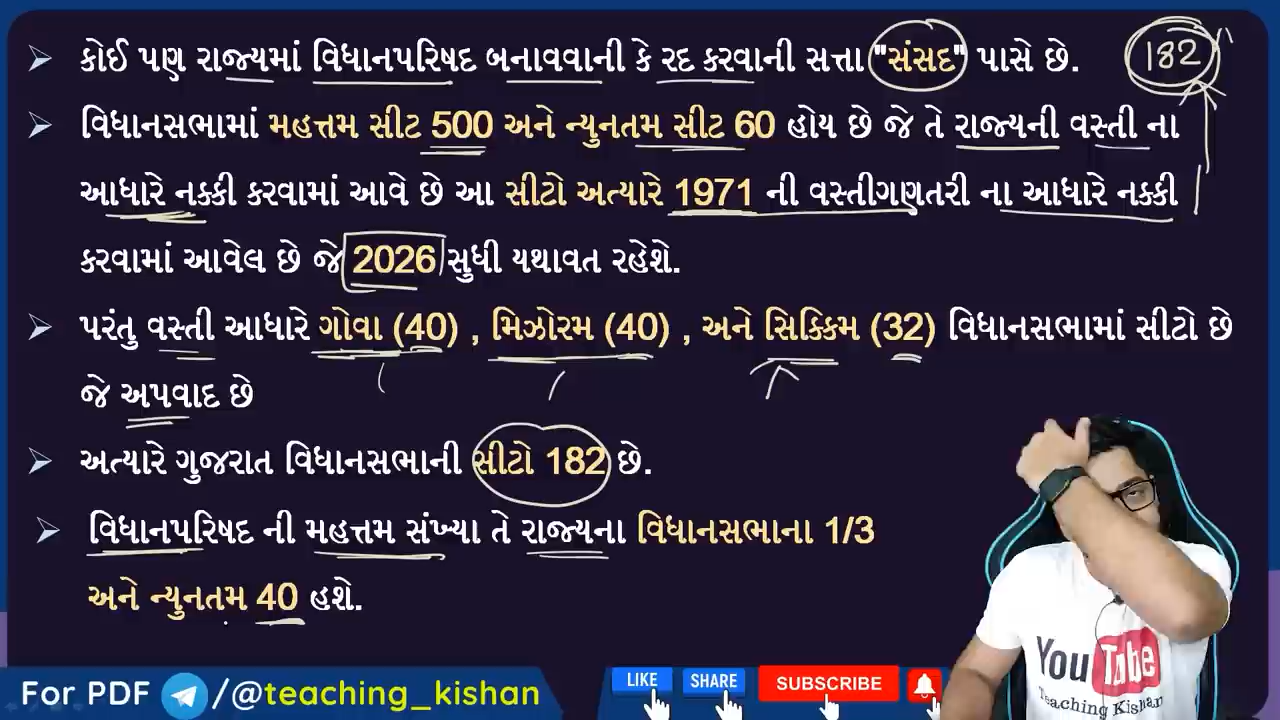 ➤ કોઈ પણ રાજ્યમાં વિધાનપરિષદ બનાવવાની કે રદ કરવાની સત્તા "સંસદ" પાસે છે.
182
➤ વિધાનસભામાં મહત્તમ સીટ 500 અને ન્યુનતમ સીટ 60 હોય છે જે તે રાજ્યની વસ્તી ના
આધારે નક્કી કરવામાં આવે છે આ સીટો અત્યારે 1971 ની વસ્તીગણતરી ના આધારે નક્કી
કરવામાં આવેલ છે જે 2026 સુધી યથાવત રહેશે.
➤ પરંતુ વસ્તી આધારે ગોવા (40) , મિઝોરમ (40) , અને સિક્કિમ (32) વિધાનસભામાં સીટો છે
જે અપવાદ છે
➤ અત્યારે ગુજરાત વિધાનસભાની સીટો 182 છે.
➤ વિધાનપરિષદ ની મહત્તમ સંખ્યા તે રાજ્યના વિધાનસભાના 1/3
અને ન્યુનતમ 40 હશે.
You Tube
Teaching Kishan
For PDF /@teaching_kishan
LIKE SHARE SUBSCRIBE